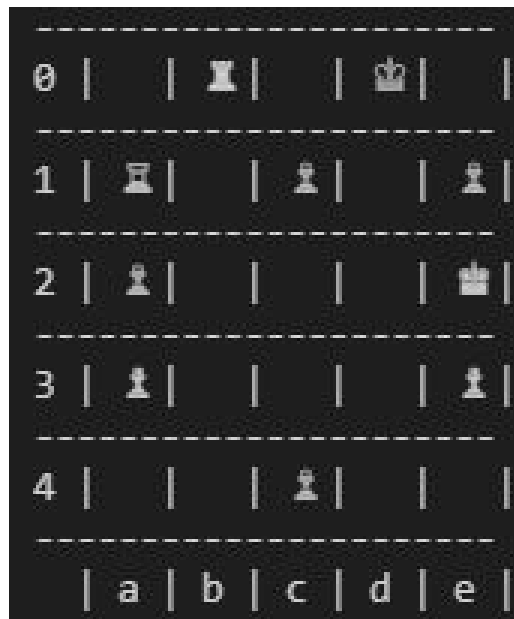 ----------------------
0 |   | ♜ |   | ♔ |   |
----------------------
1 | ♖ |   | ♙ |   | ♙ |
----------------------
2 | ♙ |   |   |   | ♚ |
----------------------
3 | ♟ |   |   |   | ♟ |
----------------------
4 |   |   | ♙ |   |   |
----------------------
  | a | b | c | d | e |